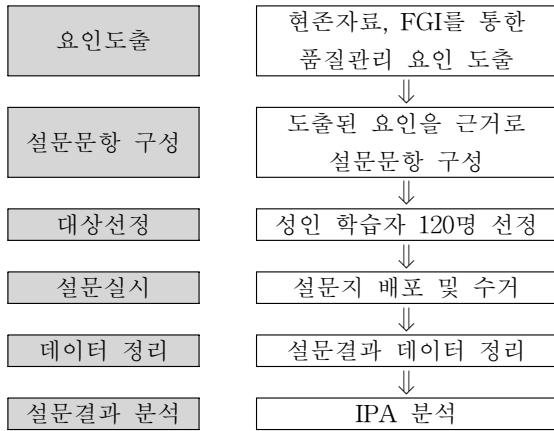 요인도출
현존자료, FGI를 통한
품질관리 요인 도출
⇓
설문문항 구성
도출된 요인을 근거로
설문문항 구성
⇓
대상선정
성인 학습자 120명 선정
⇓
설문실시
설문지 배포 및 수거
⇓
데이터 정리
설문결과 데이터 정리
⇓
설문결과 분석
IPA 분석